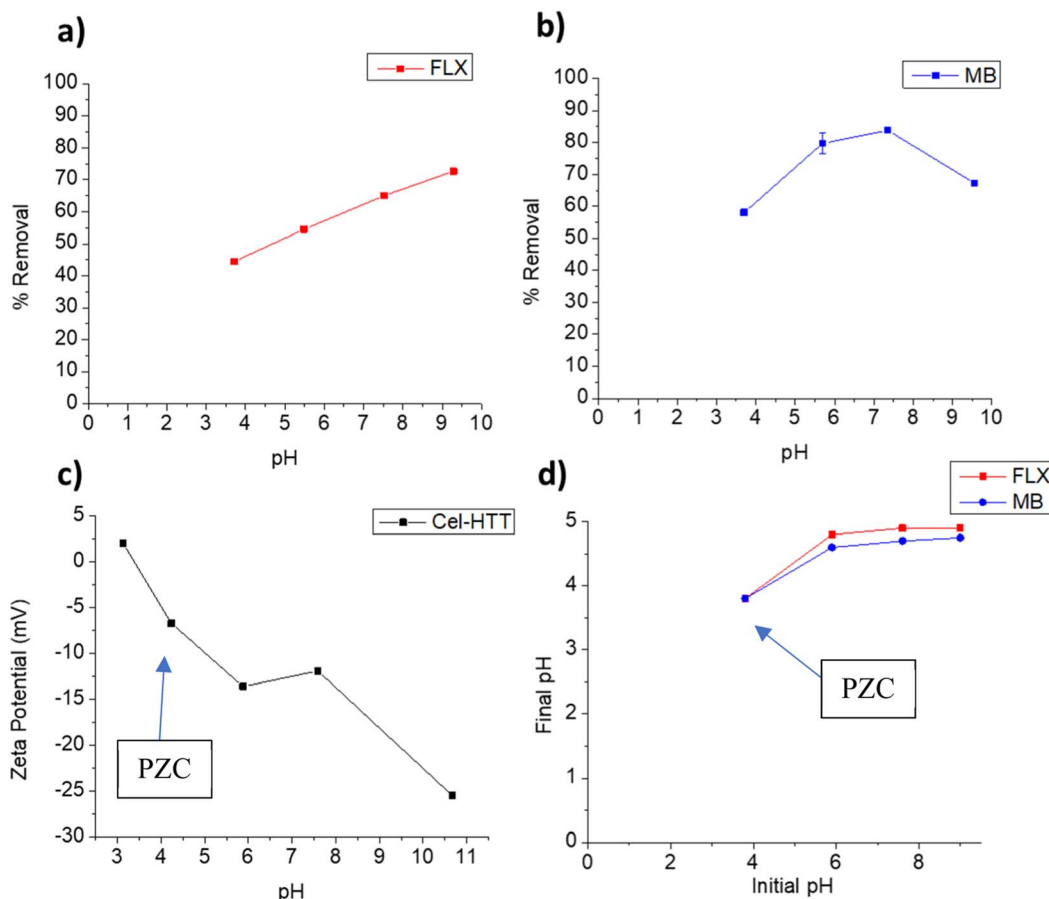 a)
FLX
100
90
80
70
60
50
40
30
20
10
0
% Removal
0 1 2 3 4 5 6 7 8 9 10
pH
b)
MB
100
90
80
70
60
50
40
30
20
10
0
% Removal
0 1 2 3 4 5 6 7 8 9 10
pH
c)
Cel-HTT
5
0
-5
-10
-15
-20
-25
-30
Zeta Potential (mV)
PZC
3 4 5 6 7 8 9 10 11
pH
d)
FLX
MB
5
4
3
2
1
0
Final pH
PZC
0 2 4 6 8
Initial pH